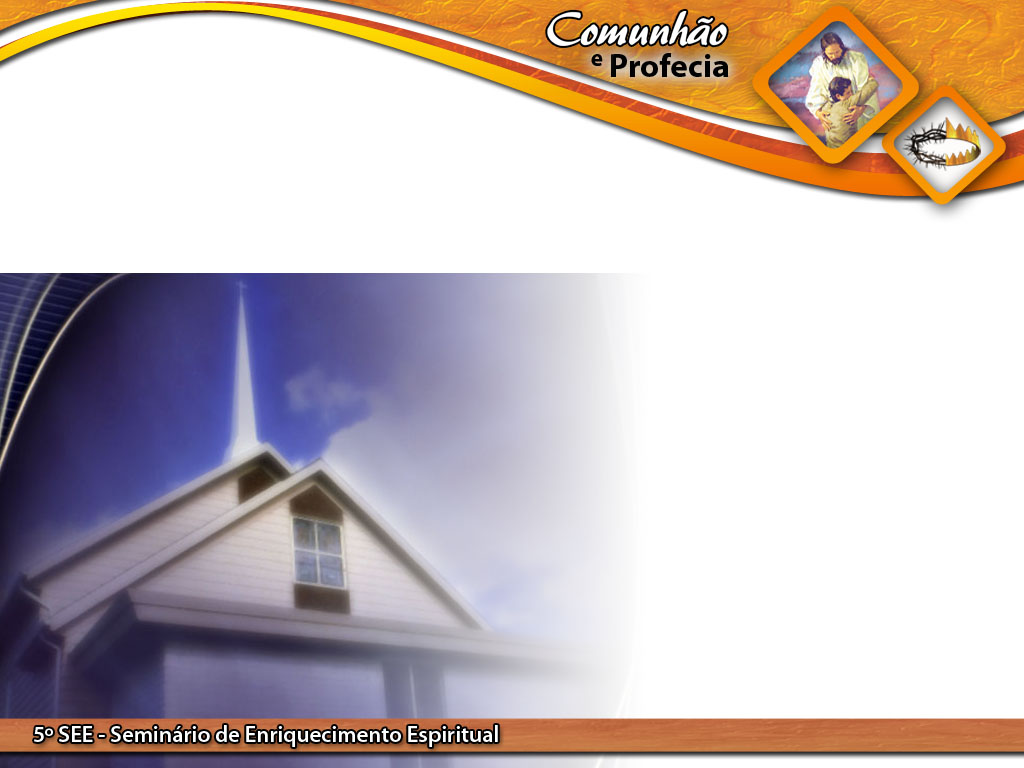 Comunhão
e Profecia
5º SEE - Seminário de Enriquecimento Espiritual